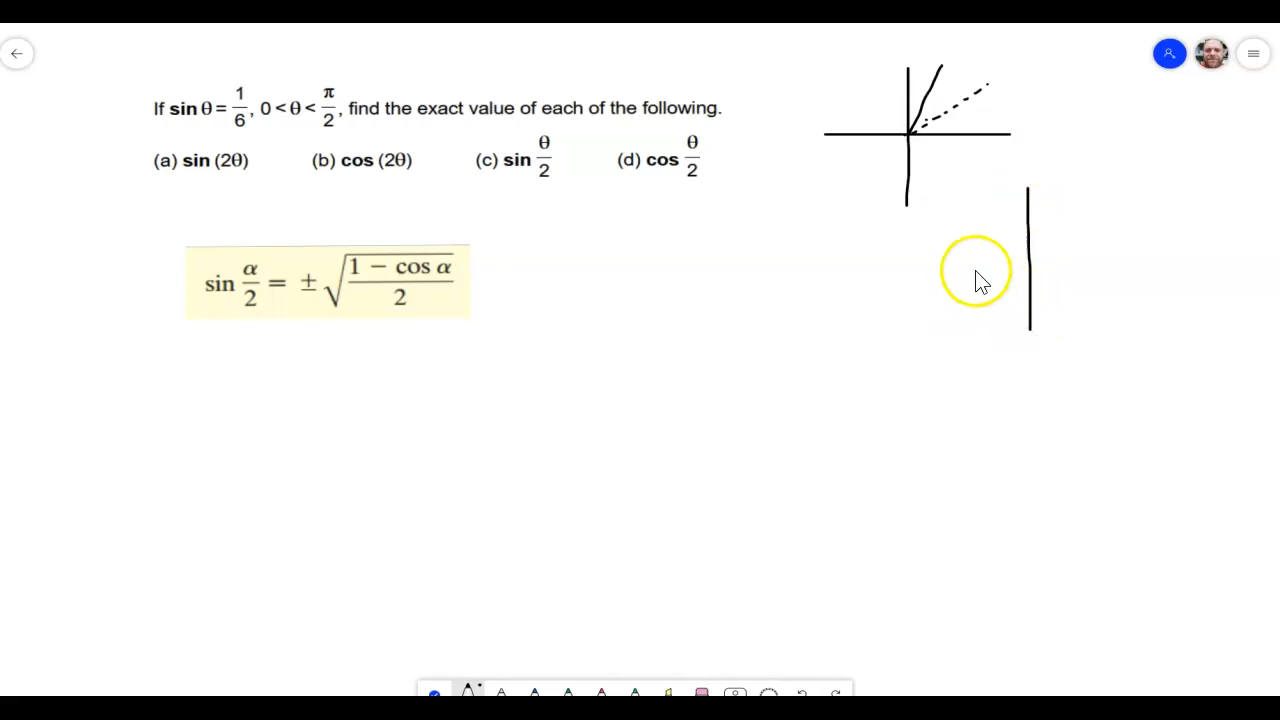 If sin θ = 1/6, 0 < θ < π/2, find the exact value of each of the following.
(a) sin (2θ) (b) cos (2θ) (c) sin θ/2 (d) cos θ/2
sin α/2 = ± √((1 − cos α)/2)